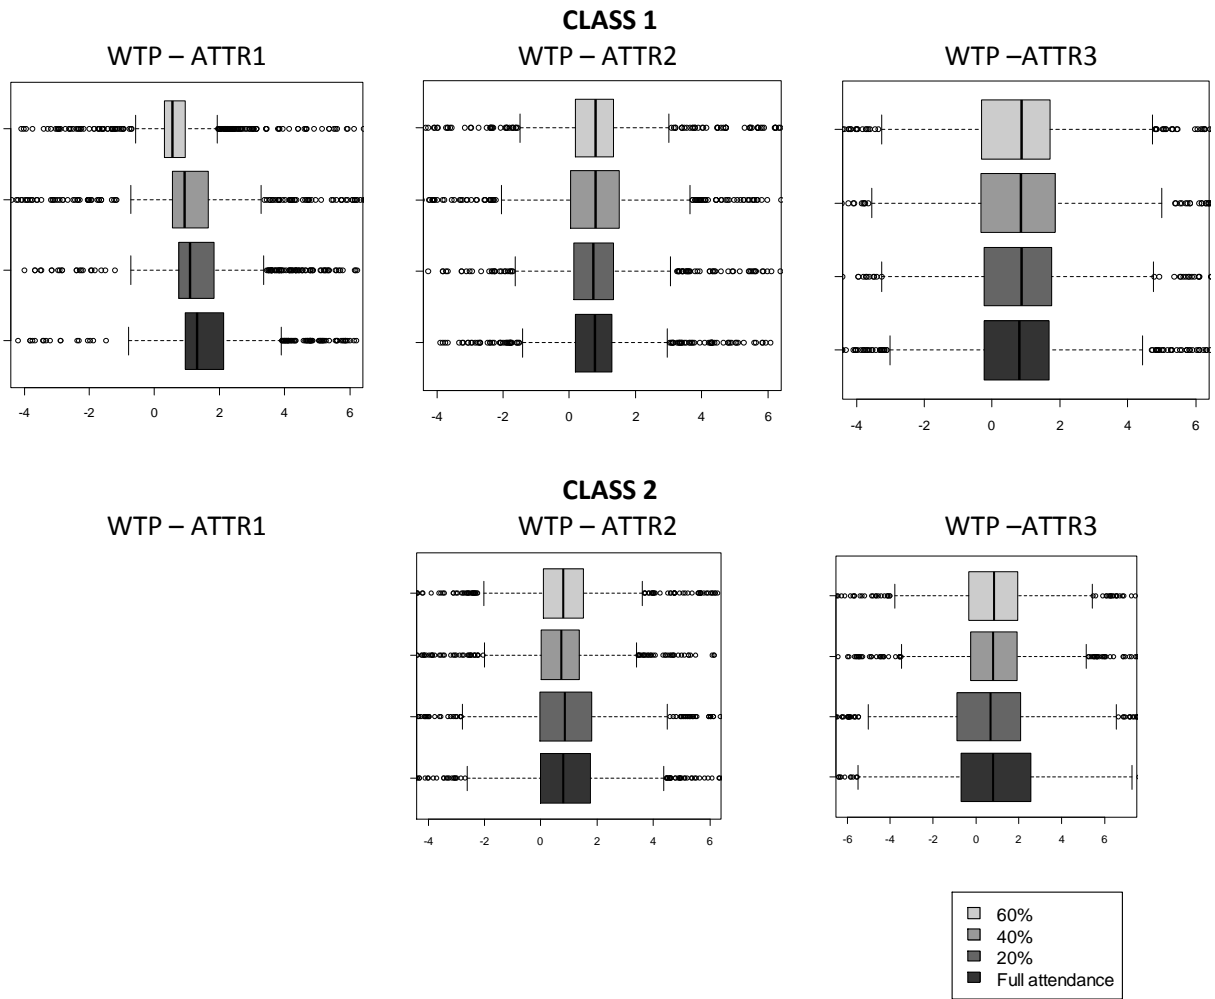 CLASS 1
WTP – ATTR1 WTP – ATTR2 WTP –ATTR3
-4 -2 0 2 4 6 -4 -2 0 2 4 6 -4 -2 0 2 4 6
CLASS 2
WTP – ATTR1 WTP – ATTR2 WTP –ATTR3
-4 -2 0 2 4 6 -6 -4 -2 0 2 4 6
60%
40%
20%
Full attendance